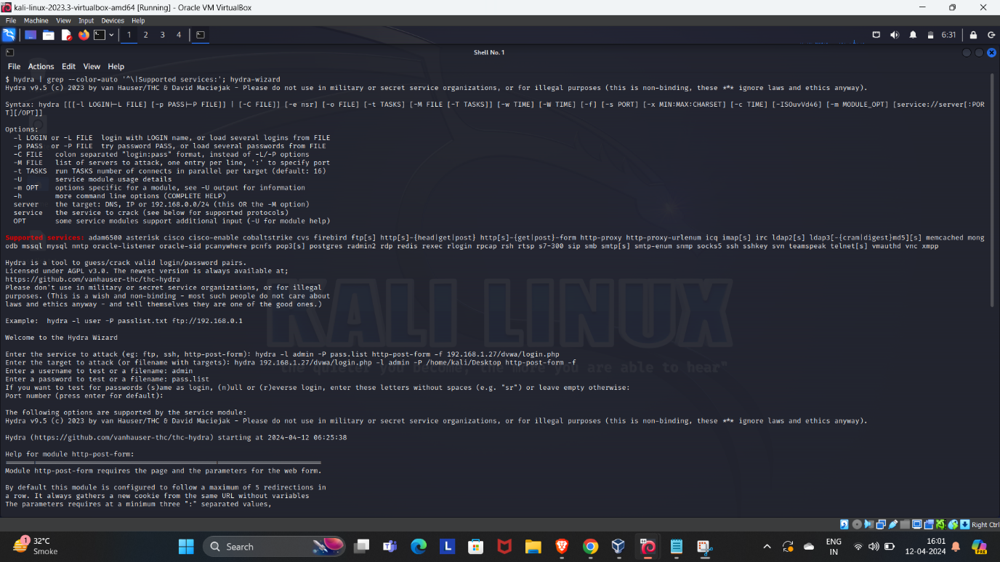 kali-linux-2023.3-virtualbox-amd64 [Running] - Oracle VM VirtualBox
File Machine View Input Devices Help
1 2 3 4 6:31
Shell No. 1
File Actions Edit View Help
$ hydra | grep --color=auto '^\|Supported services:'; hydra-wizard
Hydra v9.5 (c) 2023 by van Hauser/THC & David Maciejak - Please do not use in military or secret service organizations, or for illegal purposes (this is non-binding, these *** ignore laws and ethics anyway).
Syntax: hydra [[[-l LOGIN|-L FILE] [-p PASS|-P FILE]] | [-C FILE]] [-e nsr] [-o FILE] [-t TASKS] [-M FILE [-T TASKS]] [-w TIME] [-W TIME] [-f] [-s PORT] [-x MIN:MAX:CHARSET] [-c TIME] [-ISOuvVd46] [-m MODULE_OPT] [service://server[:POR
T][/OPT]]
Options:
-l LOGIN or -L FILE login with LOGIN name, or load several logins from FILE
-p PASS or -P FILE try password PASS, or load several passwords from FILE
-C FILE colon separated "login:pass" format, instead of -L/-P options
-M FILE list of servers to attack, one entry per line, ':' to specify port
-t TASKS run TASKS number of connects in parallel per target (default: 16)
-U service module usage details
-m OPT options specific for a module, see -U output for information
-h more command line options (COMPLETE HELP)
server the target: DNS, IP or 192.168.0.0/24 (this OR the -M option)
service the service to crack (see below for supported protocols)
OPT some service modules support additional input (-U for module help)
Supported services: adam6500 asterisk cisco cisco-enable cobaltstrike cvs firebird ftp[s] http[s]-{head|get|post} http[s]-{get|post}-form http-proxy http-proxy-urlenum icq imap[s] irc ldap2[s] ldap3[-{cram|digest}md5][s] memcached mong
odb mssql mysql nntp oracle-listener oracle-sid pcanywhere pcnfs pop3[s] postgres radmin2 rdp redis rexec rlogin rpcap rsh rtsp s7-300 sip smb smtp[s] smtp-enum snmp socks5 ssh sshkey svn teamspeak telnet[s] vmauthd vnc xmpp
Hydra is a tool to guess/crack valid login/password pairs.
Licensed under AGPL v3.0. The newest version is always available at;
https://github.com/vanhauser-thc/thc-hydra
Please don't use in military or secret service organizations, or for illegal
purposes. (This is a wish and non-binding - most such people do not care about
laws and ethics anyway - and tell themselves they are one of the good ones.)
Example: hydra -l user -P passlist.txt ftp://192.168.0.1
KALI LINUX
Welcome to the Hydra Wizard
Enter the service to attack (eg: ftp, ssh, http-post-form): hydra -l admin -P pass.list http-post-form -f 192.168.1.27/dvwa/login.php
Enter the target to attack (or filename with targets): hydra 192.168.1.27/dvwa/login.php -l admin -P /home/kali/Desktop http-post-form -f
"the quieter you become, the more you are able to hear"
Enter a username to test or a filename: admin
Enter a password to test or a filename: pass.list
If you want to test for passwords (s)ame as login, (n)ull or (r)everse login, enter these letters without spaces (e.g. "sr") or leave empty otherwise:
Port number (press enter for default):
The following options are supported by the service module:
Hydra v9.5 (c) 2023 by van Hauser/THC & David Maciejak - Please do not use in military or secret service organizations, or for illegal purposes (this is non-binding, these *** ignore laws and ethics anyway).
Hydra (https://github.com/vanhauser-thc/thc-hydra) starting at 2024-04-12 06:25:38
Help for module http-post-form:
================================================================================
Module http-post-form requires the page and the parameters for the web form.
By default this module is configured to follow a maximum of 5 redirections in
a row. It always gathers a new cookie from the same URL without variables
The parameters requires at a minimum three ":" separated values,
Right Ctrl
1
32°C
Smoke
Search
L
PRE
ENG
IN
16:01
12-04-2024